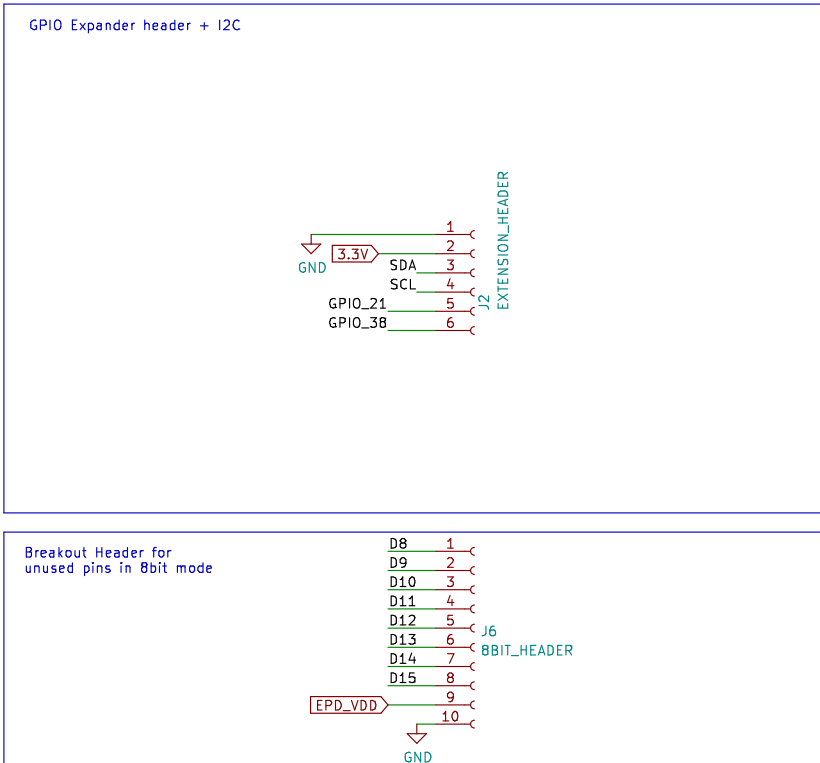 GPIO Expander header + I2C
EXTENSION_HEADER
J2
1
GND
3.3V
2
SDA
3
SCL
4
GPIO_21
5
GPIO_38
6
Breakout Header for
unused pins in 8bit mode
D8
1
D9
2
D10
3
D11
4
D12
5
D13
6
D14
7
D15
8
J6
8BIT_HEADER
EPD_VDD
9
10
GND